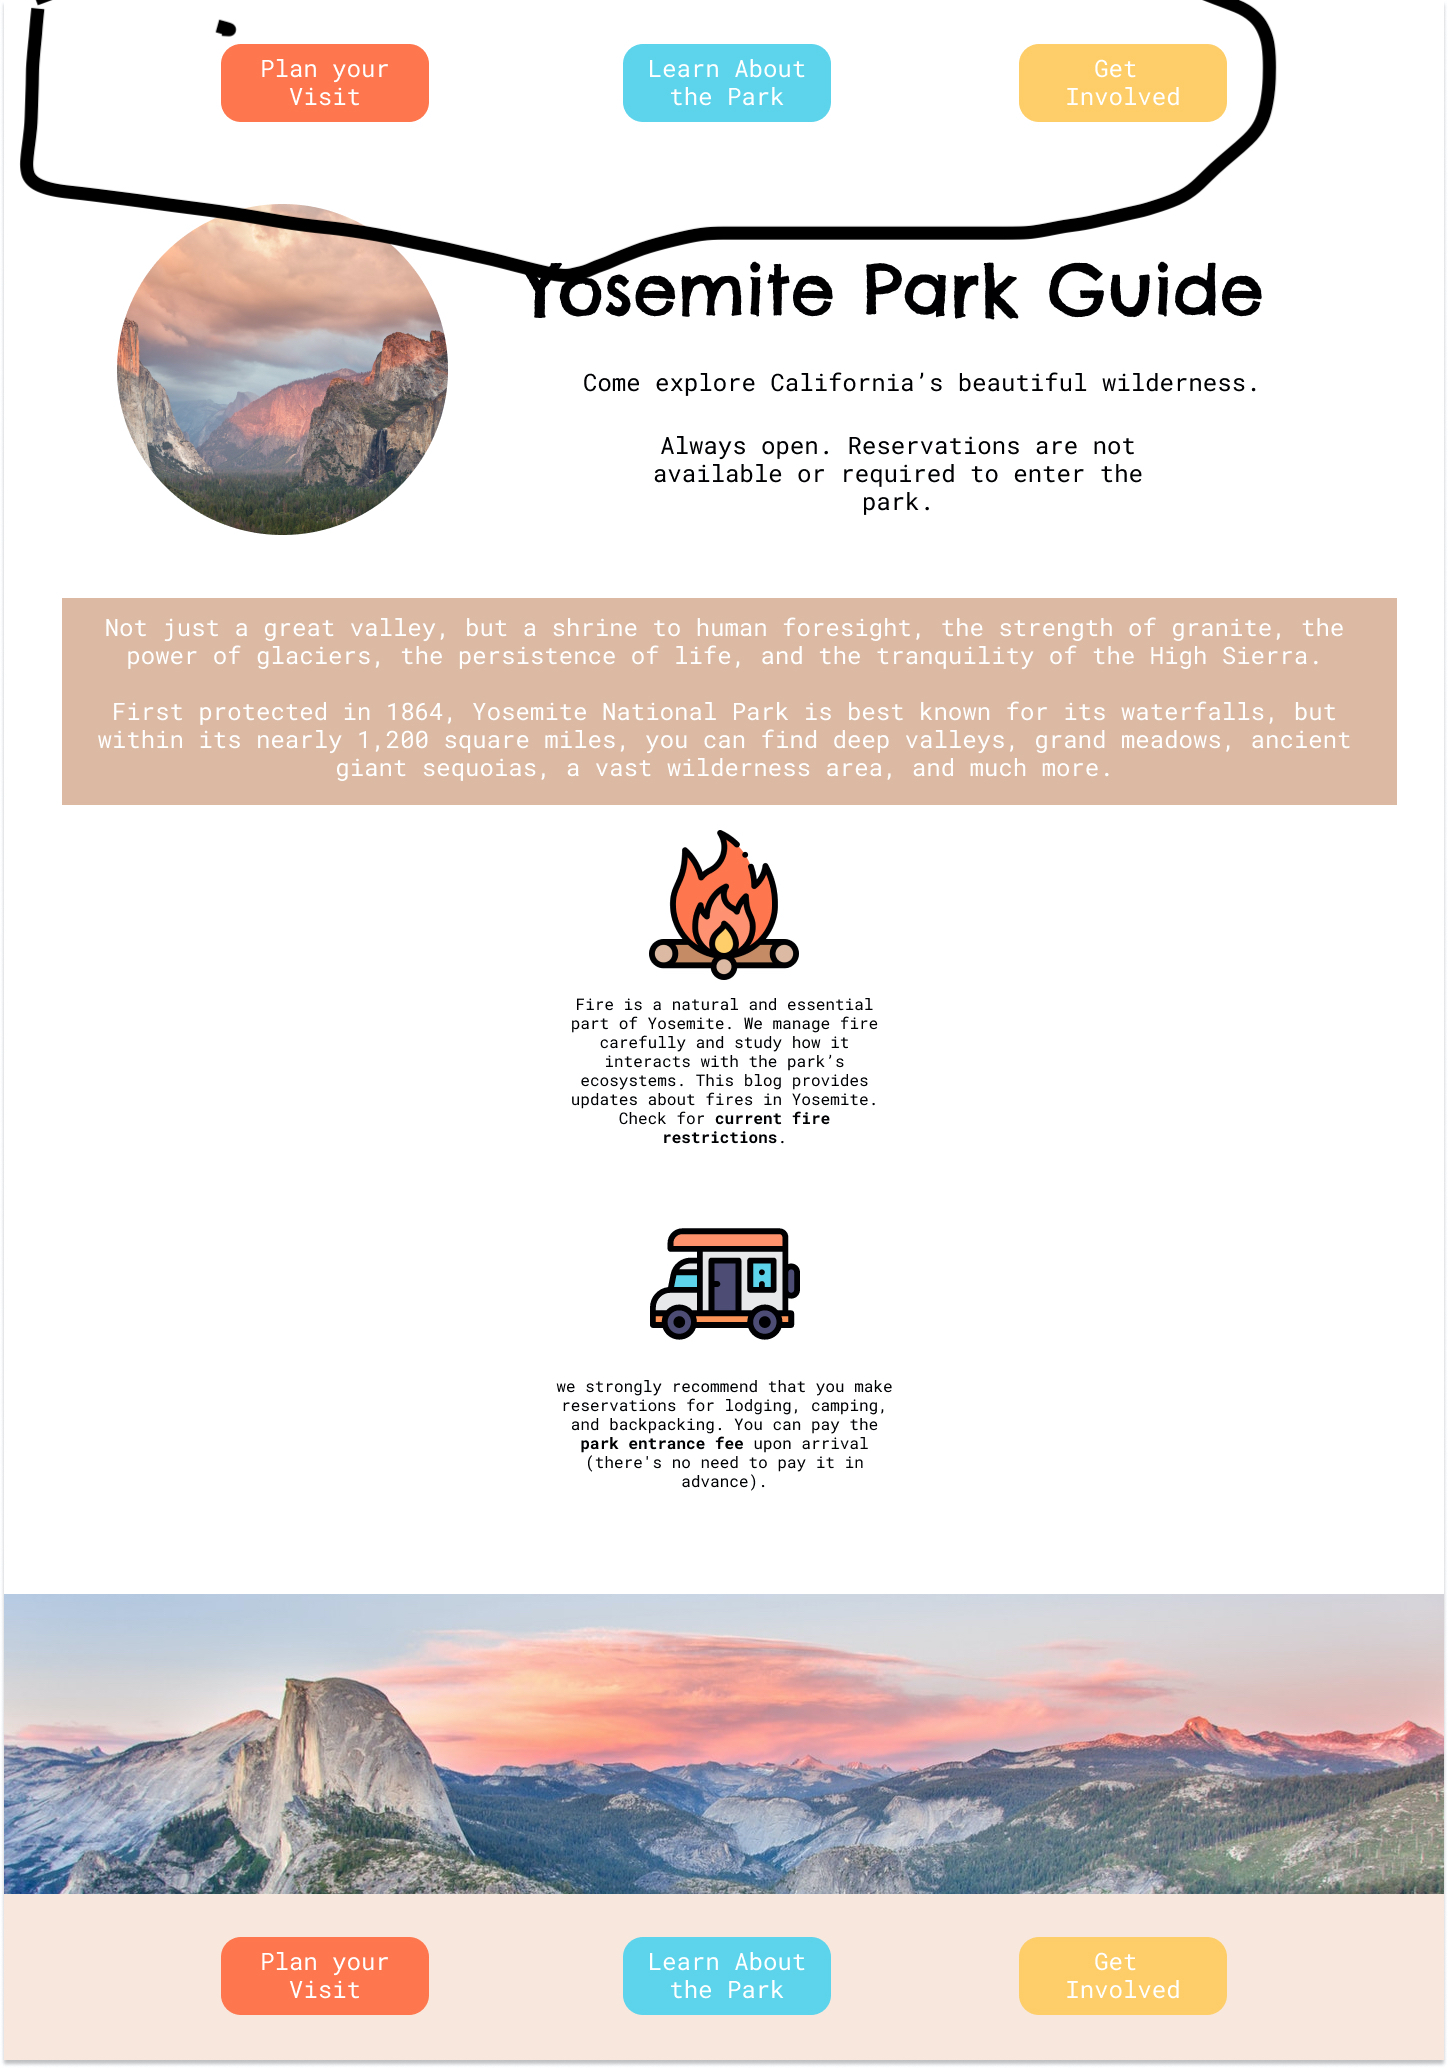 Plan your
Visit
Learn About
the Park
Get
Involved
Yosemite Park Guide
Come explore California’s beautiful wilderness.
Always open. Reservations are not
available or required to enter the
park.
Not just a great valley, but a shrine to human foresight, the strength of granite, the
power of glaciers, the persistence of life, and the tranquility of the High Sierra.
First protected in 1864, Yosemite National Park is best known for its waterfalls, but
within its nearly 1,200 square miles, you can find deep valleys, grand meadows, ancient
giant sequoias, a vast wilderness area, and much more.
Fire is a natural and essential
part of Yosemite. We manage fire
carefully and study how it
interacts with the park’s
ecosystems. This blog provides
updates about fires in Yosemite.
Check for current fire
restrictions.
we strongly recommend that you make
reservations for lodging, camping,
and backpacking. You can pay the
park entrance fee upon arrival
(there's no need to pay it in
advance).
Plan your
Visit
Learn About
the Park
Get
Involved